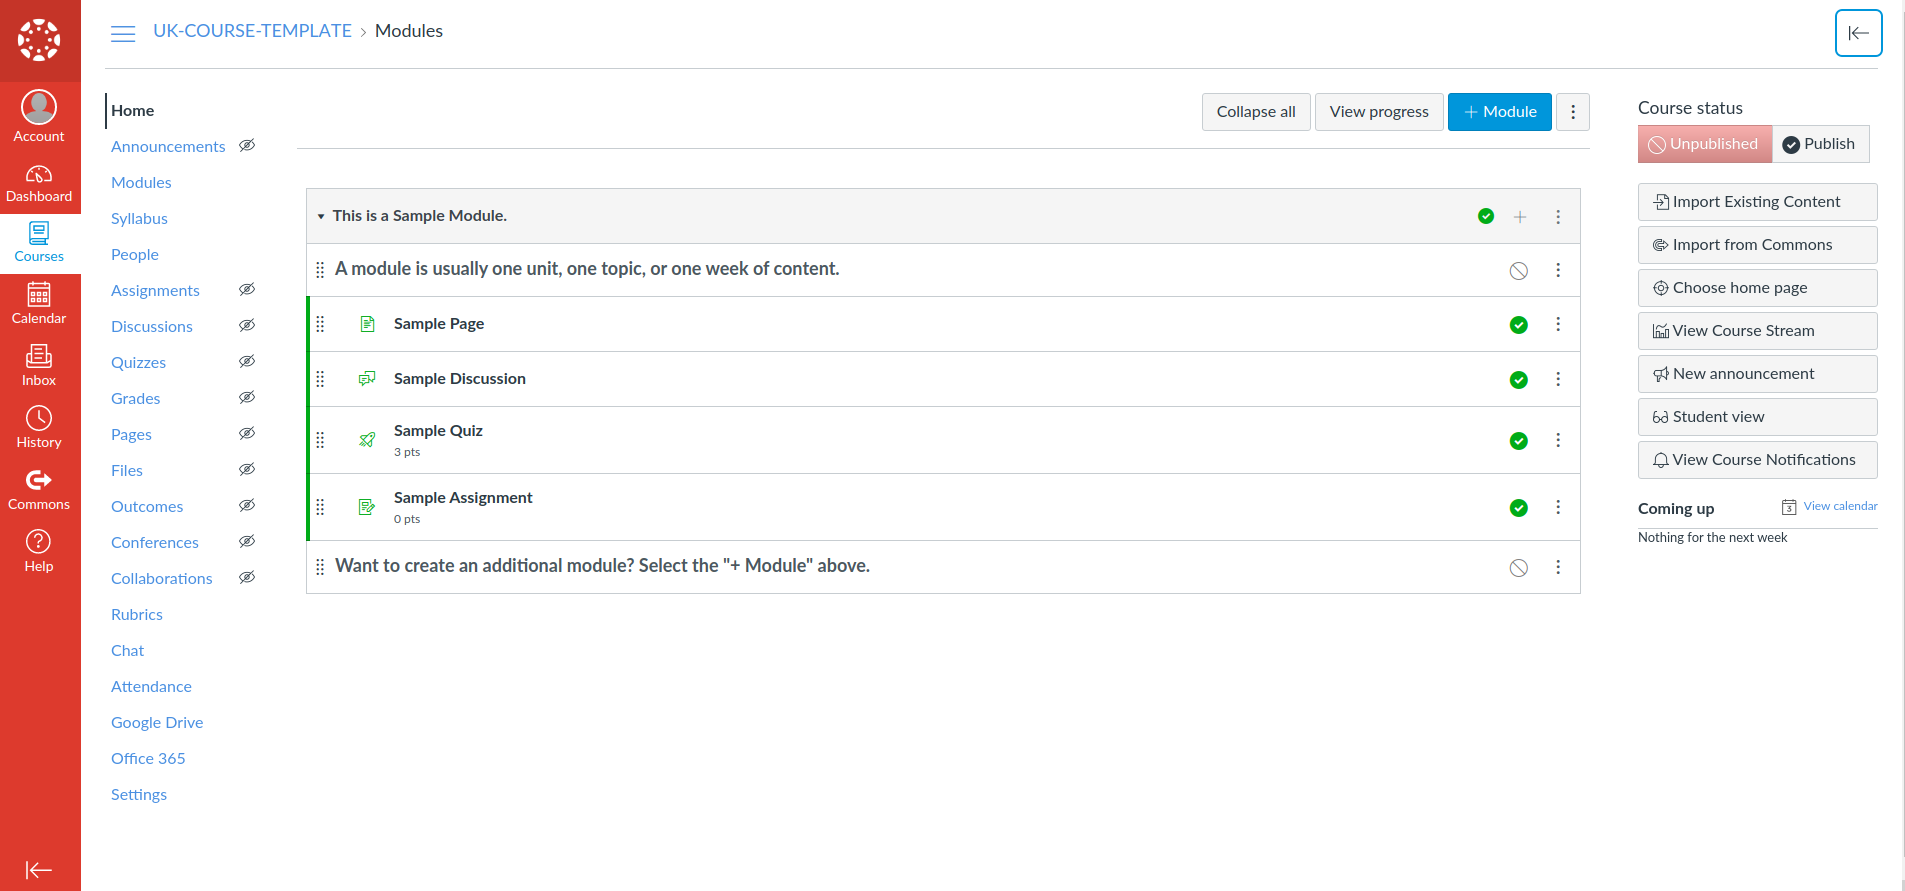 UK-COURSE-TEMPLATE > Modules
Account
Dashboard
Courses
Calendar
Inbox
History
Commons
Help
Home
Announcements
Modules
Syllabus
People
Assignments
Discussions
Quizzes
Grades
Pages
Files
Outcomes
Conferences
Collaborations
Rubrics
Chat
Attendance
Google Drive
Office 365
Settings
Collapse all
View progress
+ Module
This is a Sample Module.
A module is usually one unit, one topic, or one week of content.
Sample Page
Sample Discussion
Sample Quiz
3 pts
Sample Assignment
0 pts
Want to create an additional module? Select the "+ Module" above.
Course status
Unpublished
Publish
Import Existing Content
Import from Commons
Choose home page
View Course Stream
New announcement
Student view
View Course Notifications
Coming up
3
View calendar
Nothing for the next week